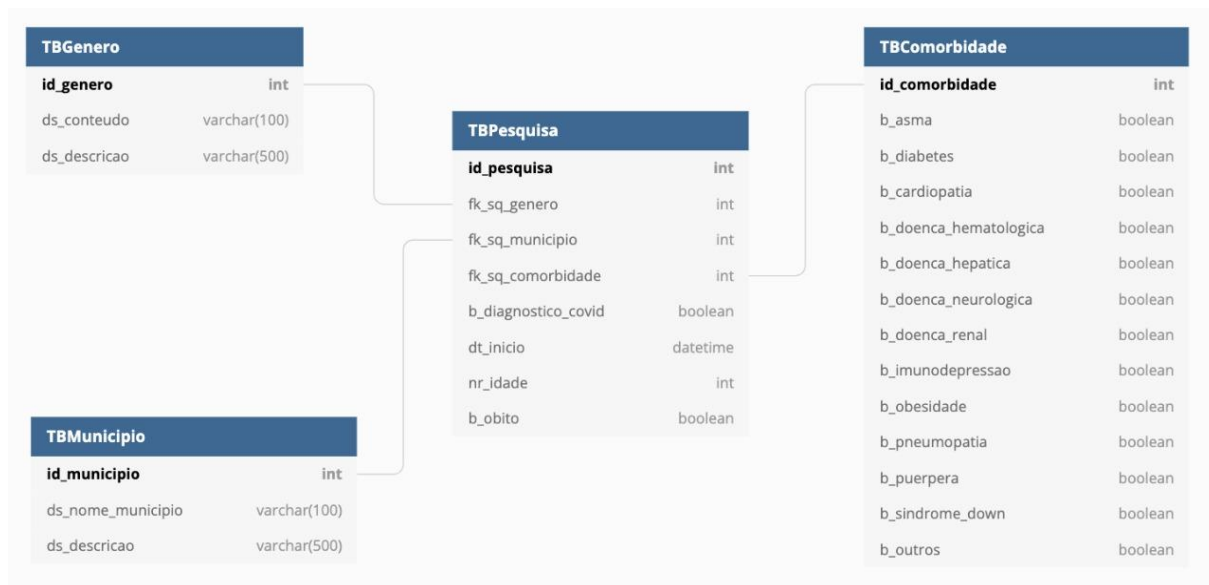 TBGenero
id_genero int
ds_conteudo varchar(100)
ds_descricao varchar(500)
TBPesquisa
id_pesquisa int
fk_sq_genero int
fk_sq_municipio int
fk_sq_comorbidade int
b_diagnostico_covid boolean
dt_inicio datetime
nr_idade int
b_obito boolean
TBMunicipio
id_municipio int
ds_nome_municipio varchar(100)
ds_descricao varchar(500)
TBComorbidade
id_comorbidade int
b_asma boolean
b_diabetes boolean
b_cardiopatia boolean
b_doenca_hematologica boolean
b_doenca_hepatica boolean
b_doenca_neurologica boolean
b_doenca_renal boolean
b_imunodepressao boolean
b_obesidade boolean
b_pneumopatia boolean
b_puerpera boolean
b_sindrome_down boolean
b_outros boolean